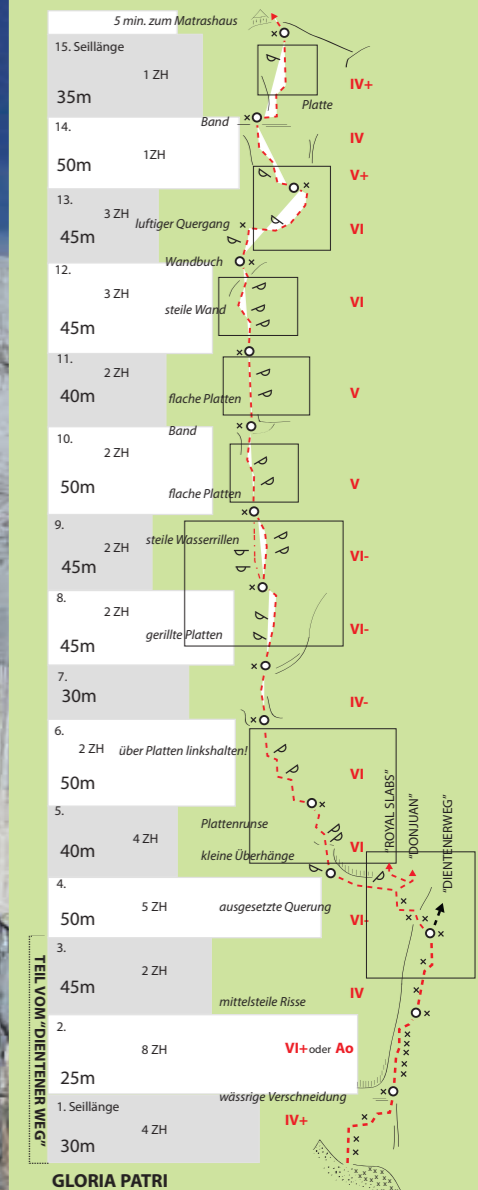 5 min. zum Matrashaus
15. Seillänge
1 ZH
35m
IV+
Platte
Band
14.
1ZH
50m
IV
V+
13.
3 ZH
45m
luftiger Quergang
VI
Wandbuch
12.
3 ZH
45m
steile Wand
VI
11.
2 ZH
40m
flache Platten
V
Band
10.
2 ZH
50m
flache Platten
V
9.
2 ZH
45m
steile Wasserrillen
VI-
8.
2 ZH
45m
gerillte Platten
VI-
7.
30m
IV-
6.
2 ZH
über Platten linkshalten!
50m
VI
5.
4 ZH
40m
Plattenrunse
kleine Überhänge
VI
"ROYAL SLABS"
"DONJUAN"
"DIENTENERWEG"
4.
5 ZH
50m
ausgesetzte Querung
VI-
3.
2 ZH
45m
mittelsteile Risse
IV
2.
8 ZH
25m
VI+ oder Ao
wässrige Verschneidung
1. Seillänge
4 ZH
30m
IV+
TEIL VOM "DIENTENER WEG"
GLORIA PATRI